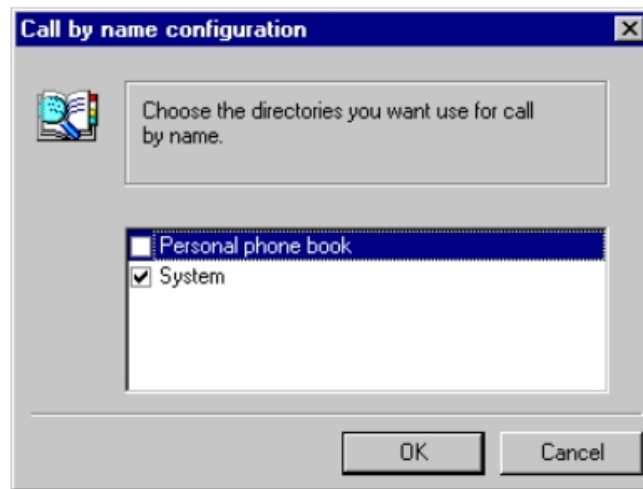 Call by name configuration
Choose the directories you want use for call
by name.
Personal phone book
System
OK
Cancel